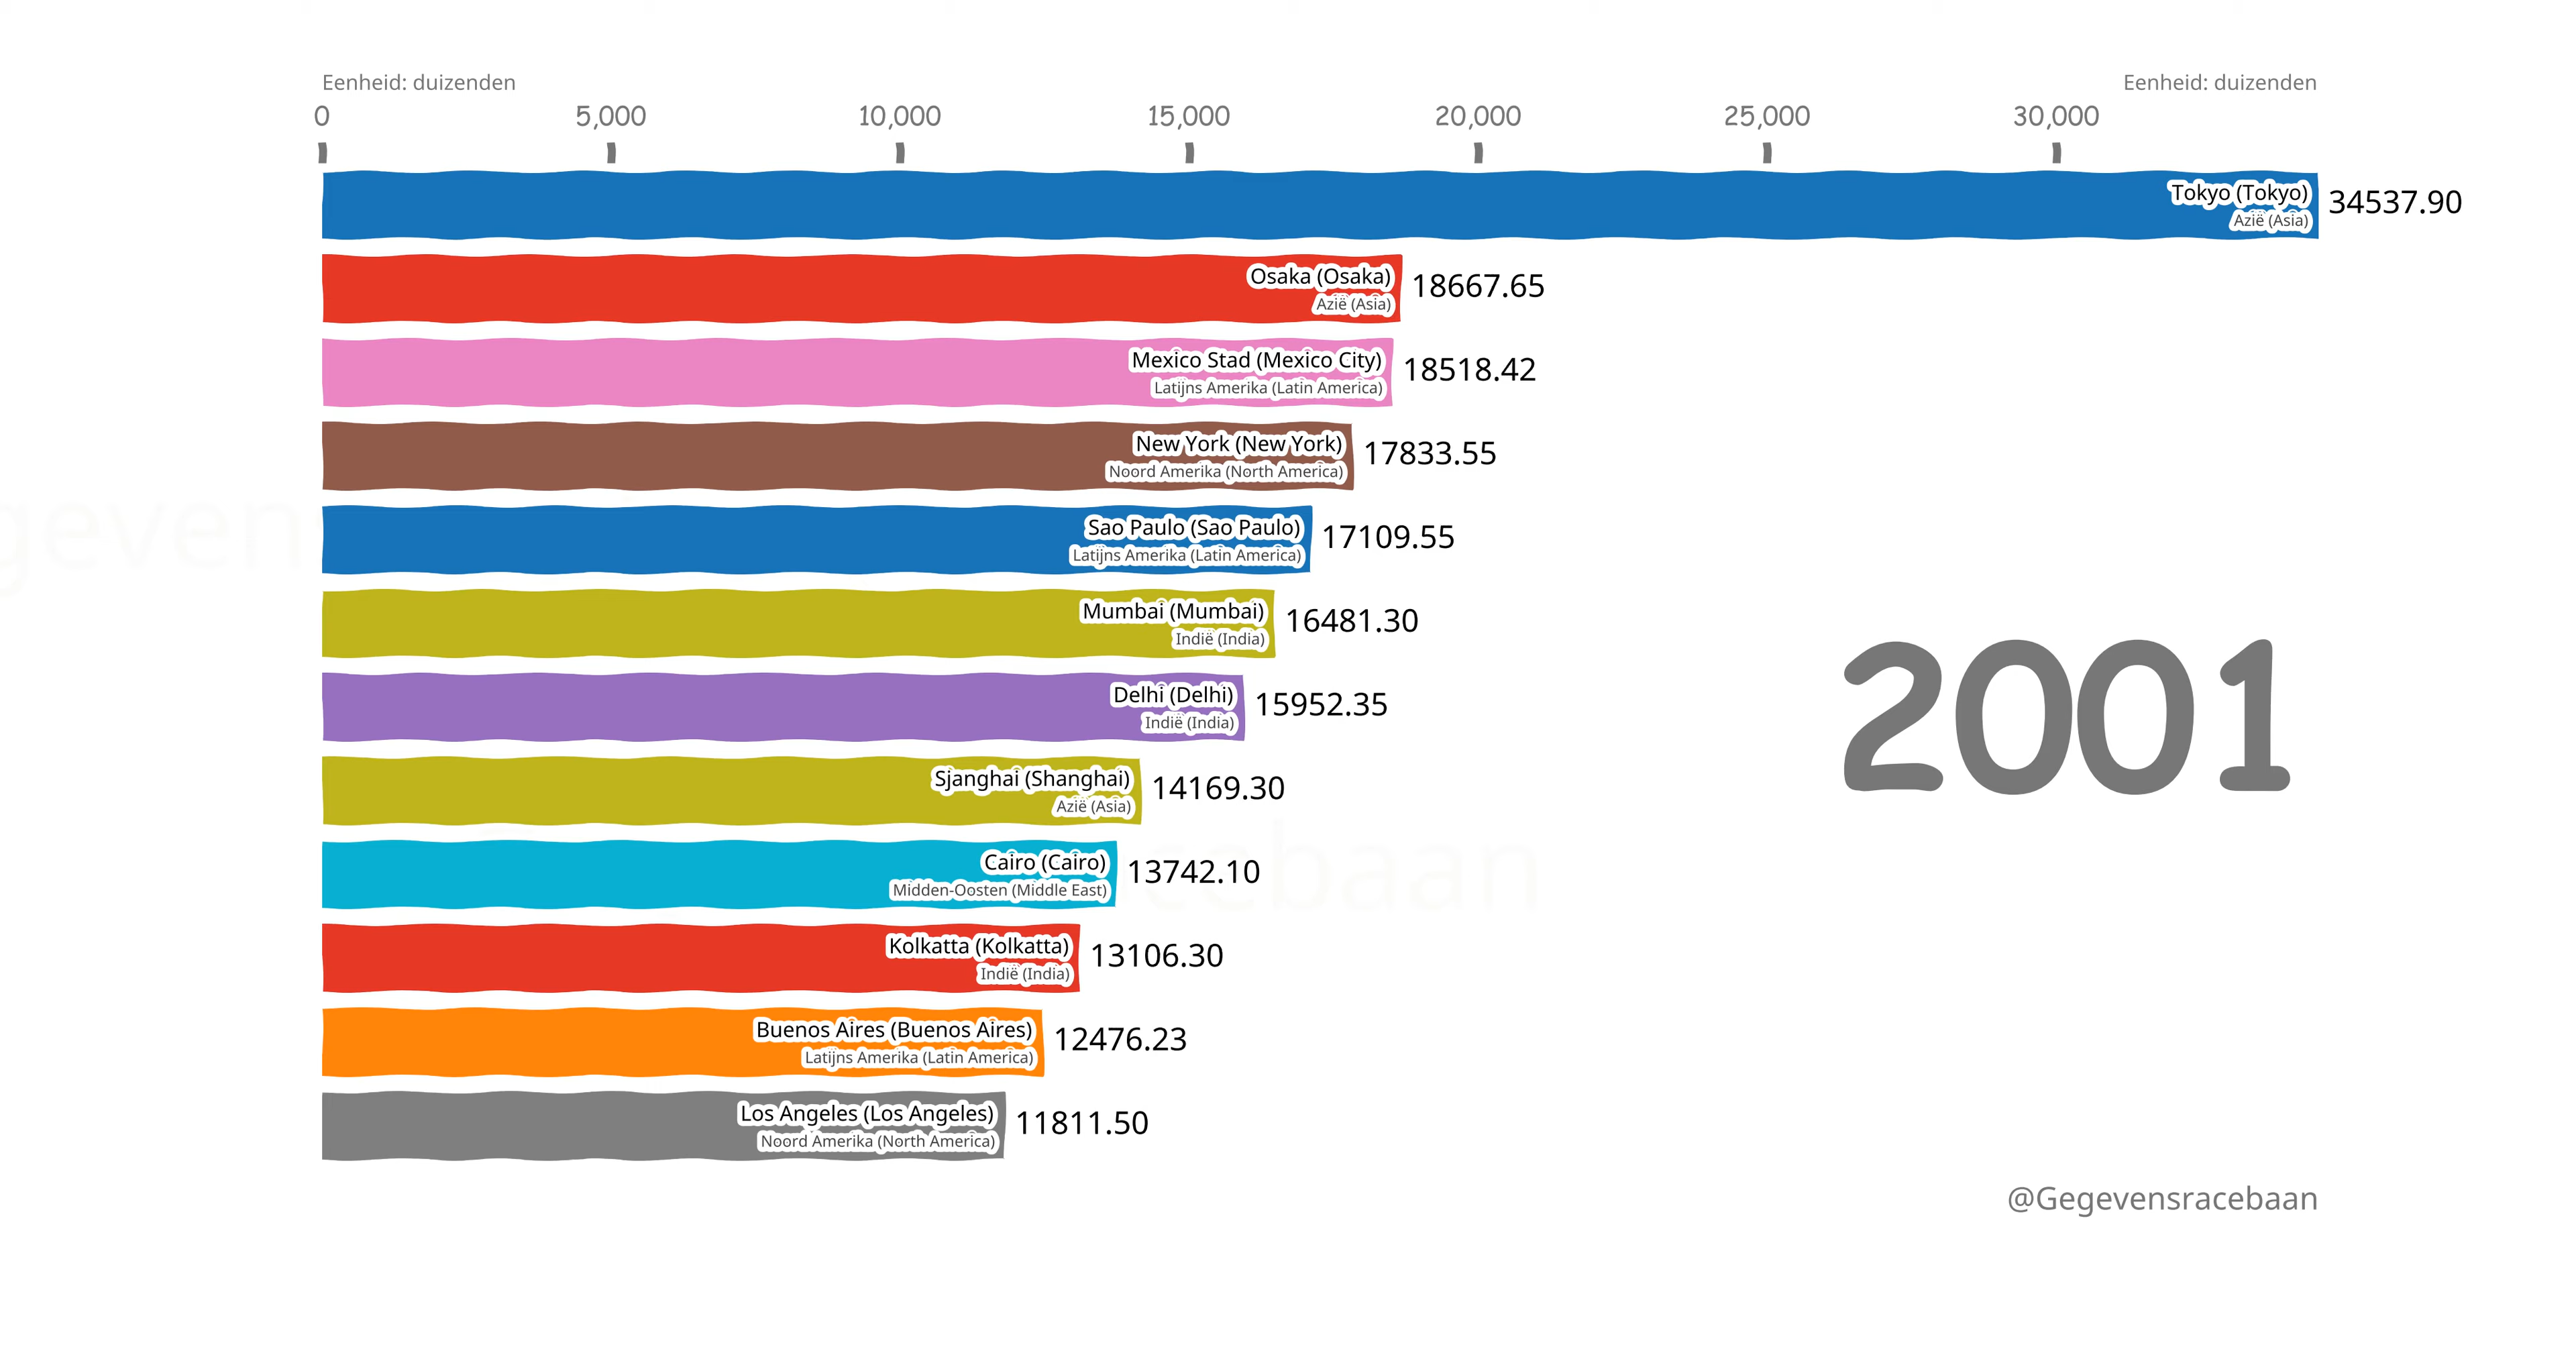 Eenheid: duizenden Eenheid: duizenden
0 5,000 10,000 15,000 20,000 25,000 30,000
Tokyo (Tokyo) 34537.90
Azië (Asia)
Osaka (Osaka) 18667.65
Azië (Asia)
Mexico Stad (Mexico City) 18518.42
Latijns Amerika (Latin America)
New York (New York) 17833.55
Noord Amerika (North America)
Sao Paulo (Sao Paulo) 17109.55
Latijns Amerika (Latin America)
Mumbai (Mumbai) 16481.30
Indië (India)
Delhi (Delhi) 15952.35
Indië (India)
2001
Sjanghai (Shanghai) 14169.30
Azië (Asia)
Cairo (Cairo) 13742.10
Midden-Oosten (Middle East)
Kolkatta (Kolkatta) 13106.30
Indië (India)
Buenos Aires (Buenos Aires) 12476.23
Latijns Amerika (Latin America)
Los Angeles (Los Angeles) 11811.50
Noord Amerika (North America)
@Gegevensracebaan